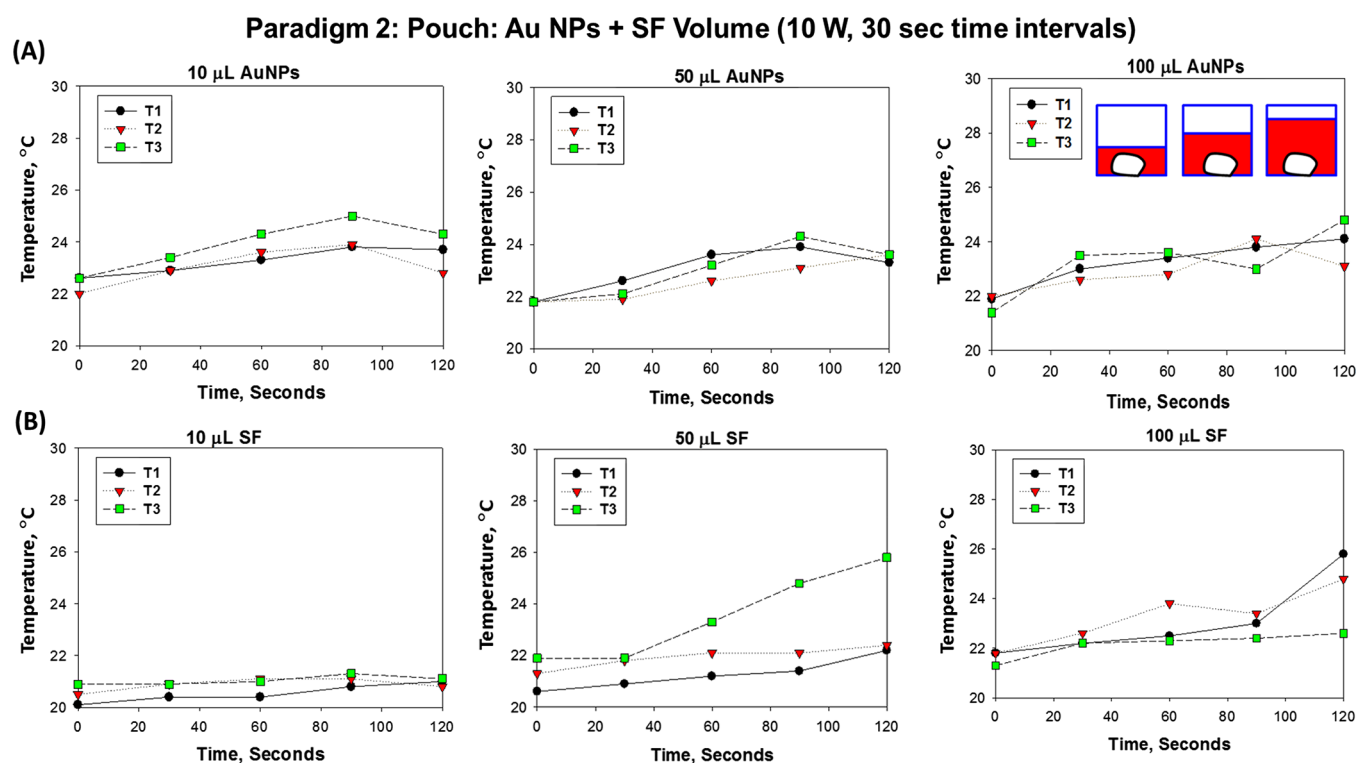 Paradigm 2: Pouch: Au NPs + SF Volume (10 W, 30 sec time intervals)
(A)
10 μL AuNPs
T1
T2
T3
Temperature, °C
30
28
26
24
22
20
0 20 40 60 80 100 120
Time, Seconds
50 μL AuNPs
T1
T2
T3
Temperature, °C
30
28
26
24
22
20
0 20 40 60 80 100 120
Time, Seconds
100 μL AuNPs
T1
T2
T3
Temperature, °C
30
28
26
24
22
20
0 20 40 60 80 100 120
Time, Seconds
(B)
10 μL SF
T1
T2
T3
Temperature, °C
30
28
26
24
22
20
0 20 40 60 80 100 120
Time, Seconds
50 μL SF
T1
T2
T3
Temperature, °C
30
28
26
24
22
20
0 20 40 60 80 100 120
Time, Seconds
100 μL SF
T1
T2
T3
Temperature, °C
30
28
26
24
22
20
0 20 40 60 80 100 120
Time, Seconds